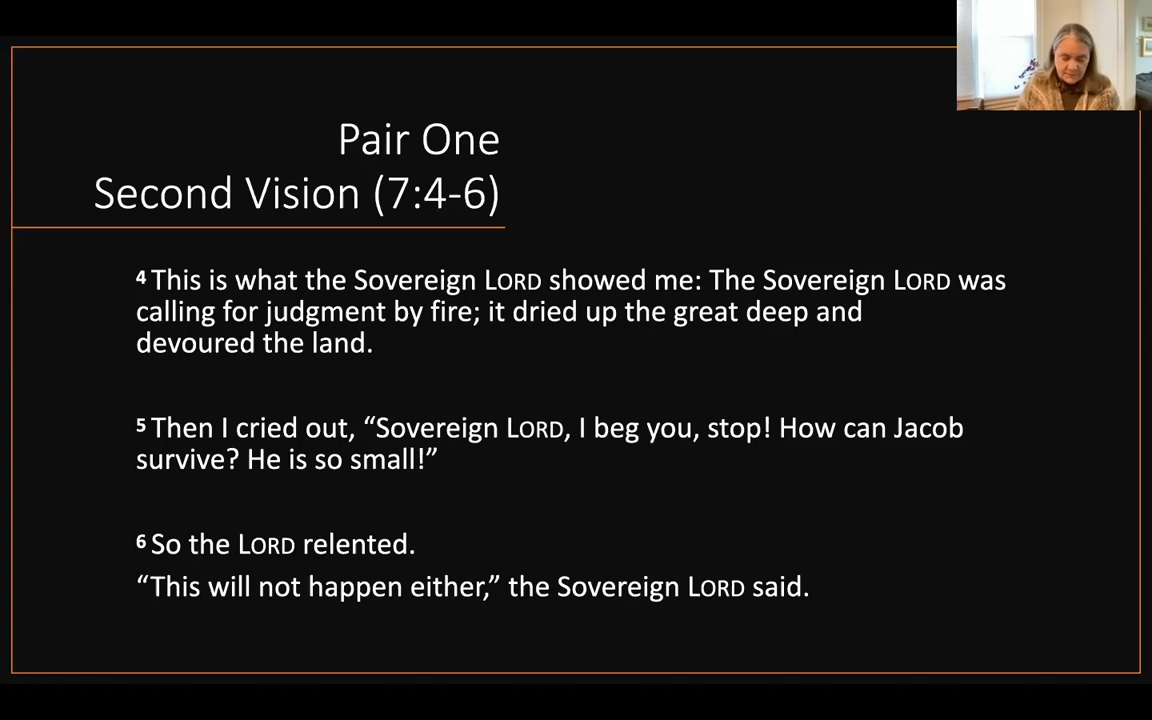 Pair One
Second Vision (7:4-6)
4 This is what the Sovereign LORD showed me: The Sovereign LORD was
calling for judgment by fire; it dried up the great deep and
devoured the land.
5 Then I cried out, “Sovereign LORD, I beg you, stop! How can Jacob
survive? He is so small!”
6 So the LORD relented.
“This will not happen either,” the Sovereign LORD said.